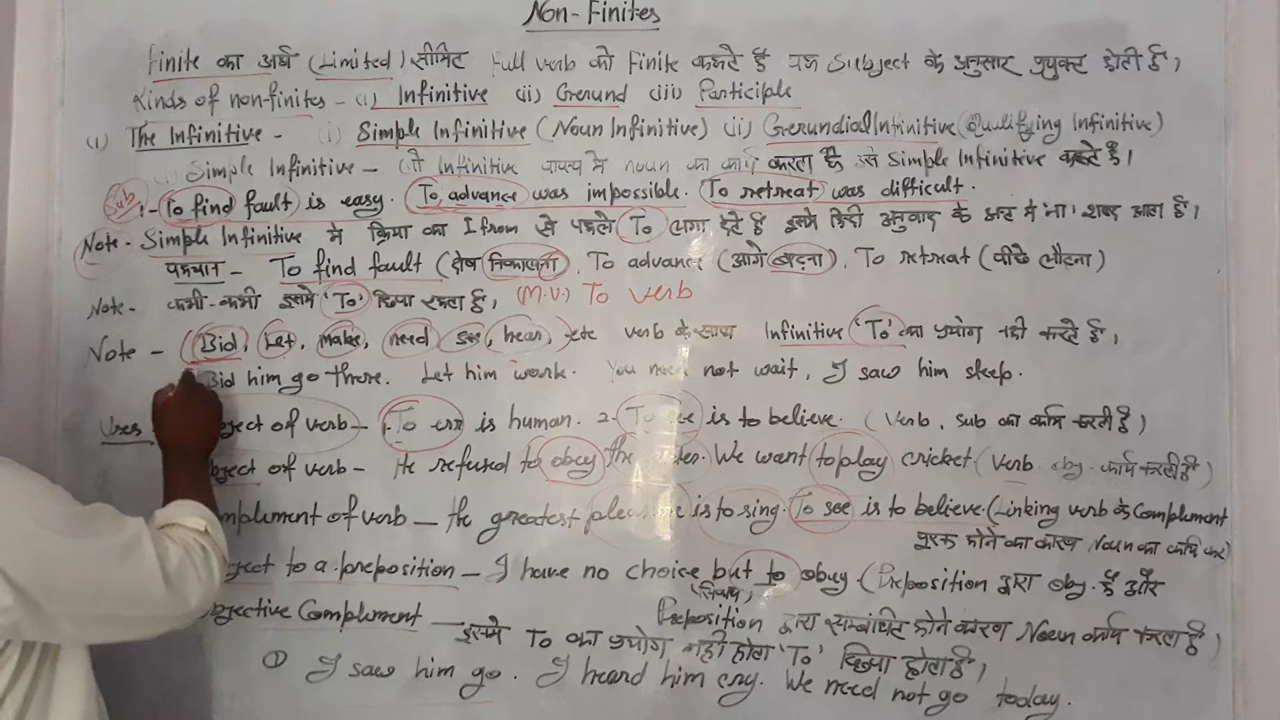 Non-Finites
Finite का अर्थ (Limited) सीमित Full verb को Finite कहते है यह Subject के अनुसार प्रयुक्त होती है,
Kinds of non-finites - (i) Infinitive (ii) Gerund (iii) Participle
(1) The Infinitive - (i) Simple Infinitive (Noun Infinitive) (ii) Gerundial Infinitive (Qualifying Infinitive)
Simple Infinitive - जो Infinitive वाक्य मे noun का कार्य करता है उसे Simple Infinitive कहते है।
Sub :- To find fault is easy. To advance was impossible. To retreat was difficult.
Note - Simple Infinitive मे क्रिया का I from से पहले To लगा देते है इसमे हिन्दी अनुवाद के अन्त मे ना शब्द आता है।
पहचान - To find fault (दोष निकालना), To advance (आगे बढ़ना), To retreat (पीछे लौटना)
Note - कभी-कभी इसमे 'To' छिपा रहता है, (M.V.) To verb
Note - (Bid, Let, make, need see, hear, etc verb के साथ Infinitive 'To' का प्रयोग नही करते है,
Bid him go there. Let him work. You need not wait, I saw him sleep.
Uses ject of verb - 1. To err is human. 2. To see is to believe. (Verb, Sub का कार्य करती है)
bject of verb - He refused to obey the order. We want to play cricket (Verb obj. कार्य करती है)
mplement of verb - the greatest pleasure is to sing. To see is to believe. (Linking verb के Complement
पूरक होने का कारण Noun का कार्य कर)
ject to a preposition - I have no choice but to obey (Preposition द्वारा obj. है और
(सिवाय) Preposition द्वारा सम्बंधित होने कारण Noun कार्य करता है)
bjective Complement - इसमे To का प्रयोग नही होता 'To' छिपा होता है,
① I saw him go. I heard him cry. We need not go today.